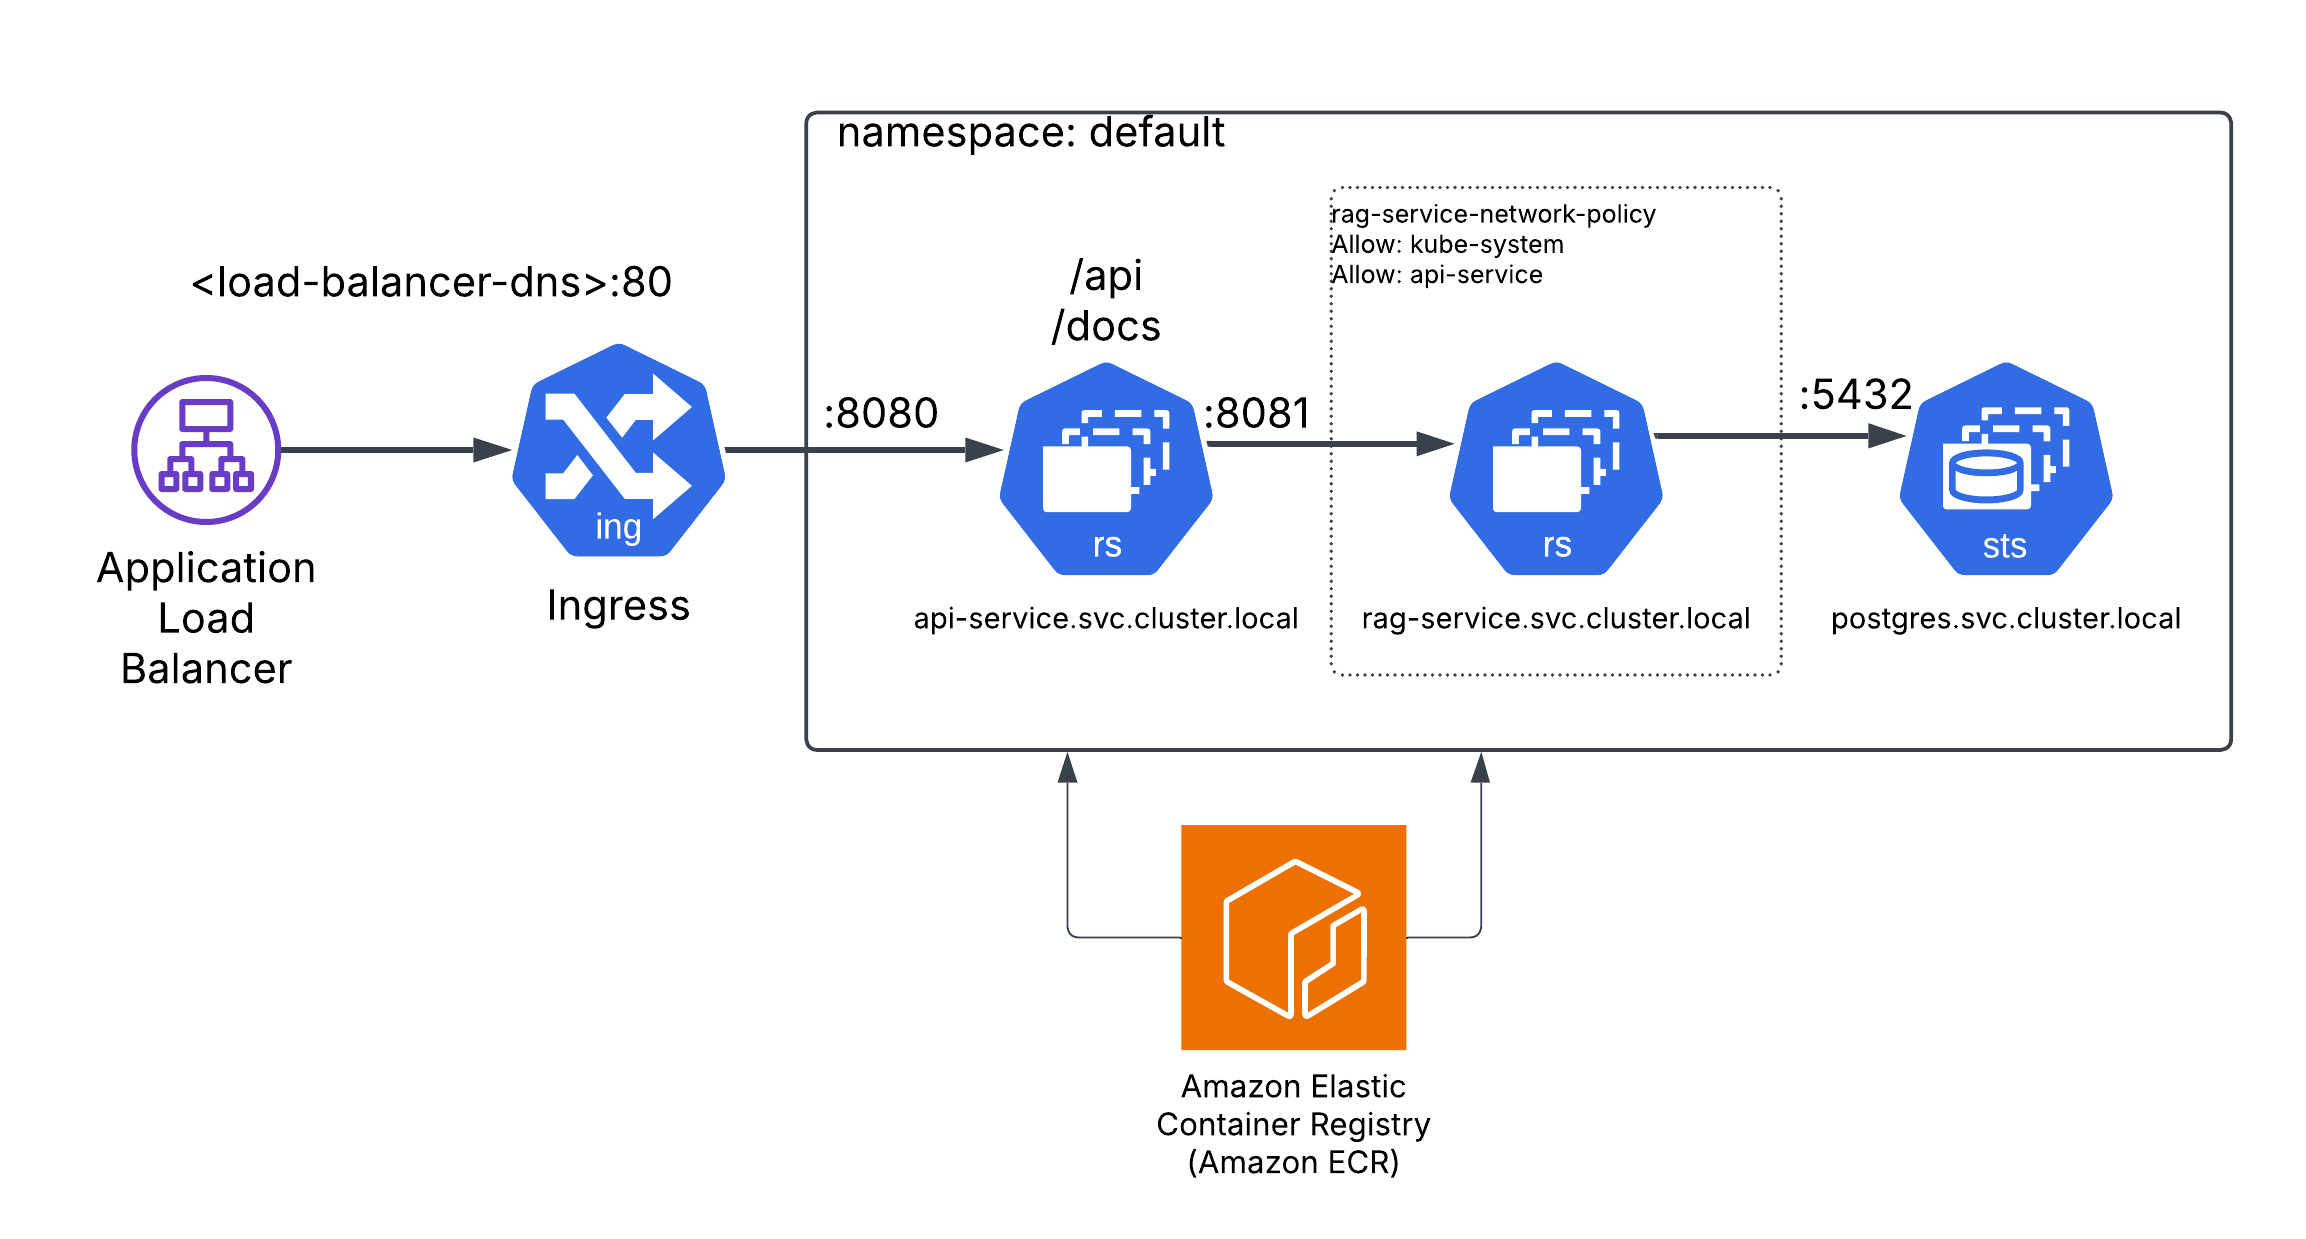 namespace: default
rag-service-network-policy
Allow: kube-system
Allow: api-service
<load-balancer-dns>:80
/api
/docs
:8080
:8081
:5432
ing
rs
rs
sts
Application
Load
Balancer
Ingress
api-service.svc.cluster.local
rag-service.svc.cluster.local
postgres.svc.cluster.local
Amazon Elastic
Container Registry
(Amazon ECR)